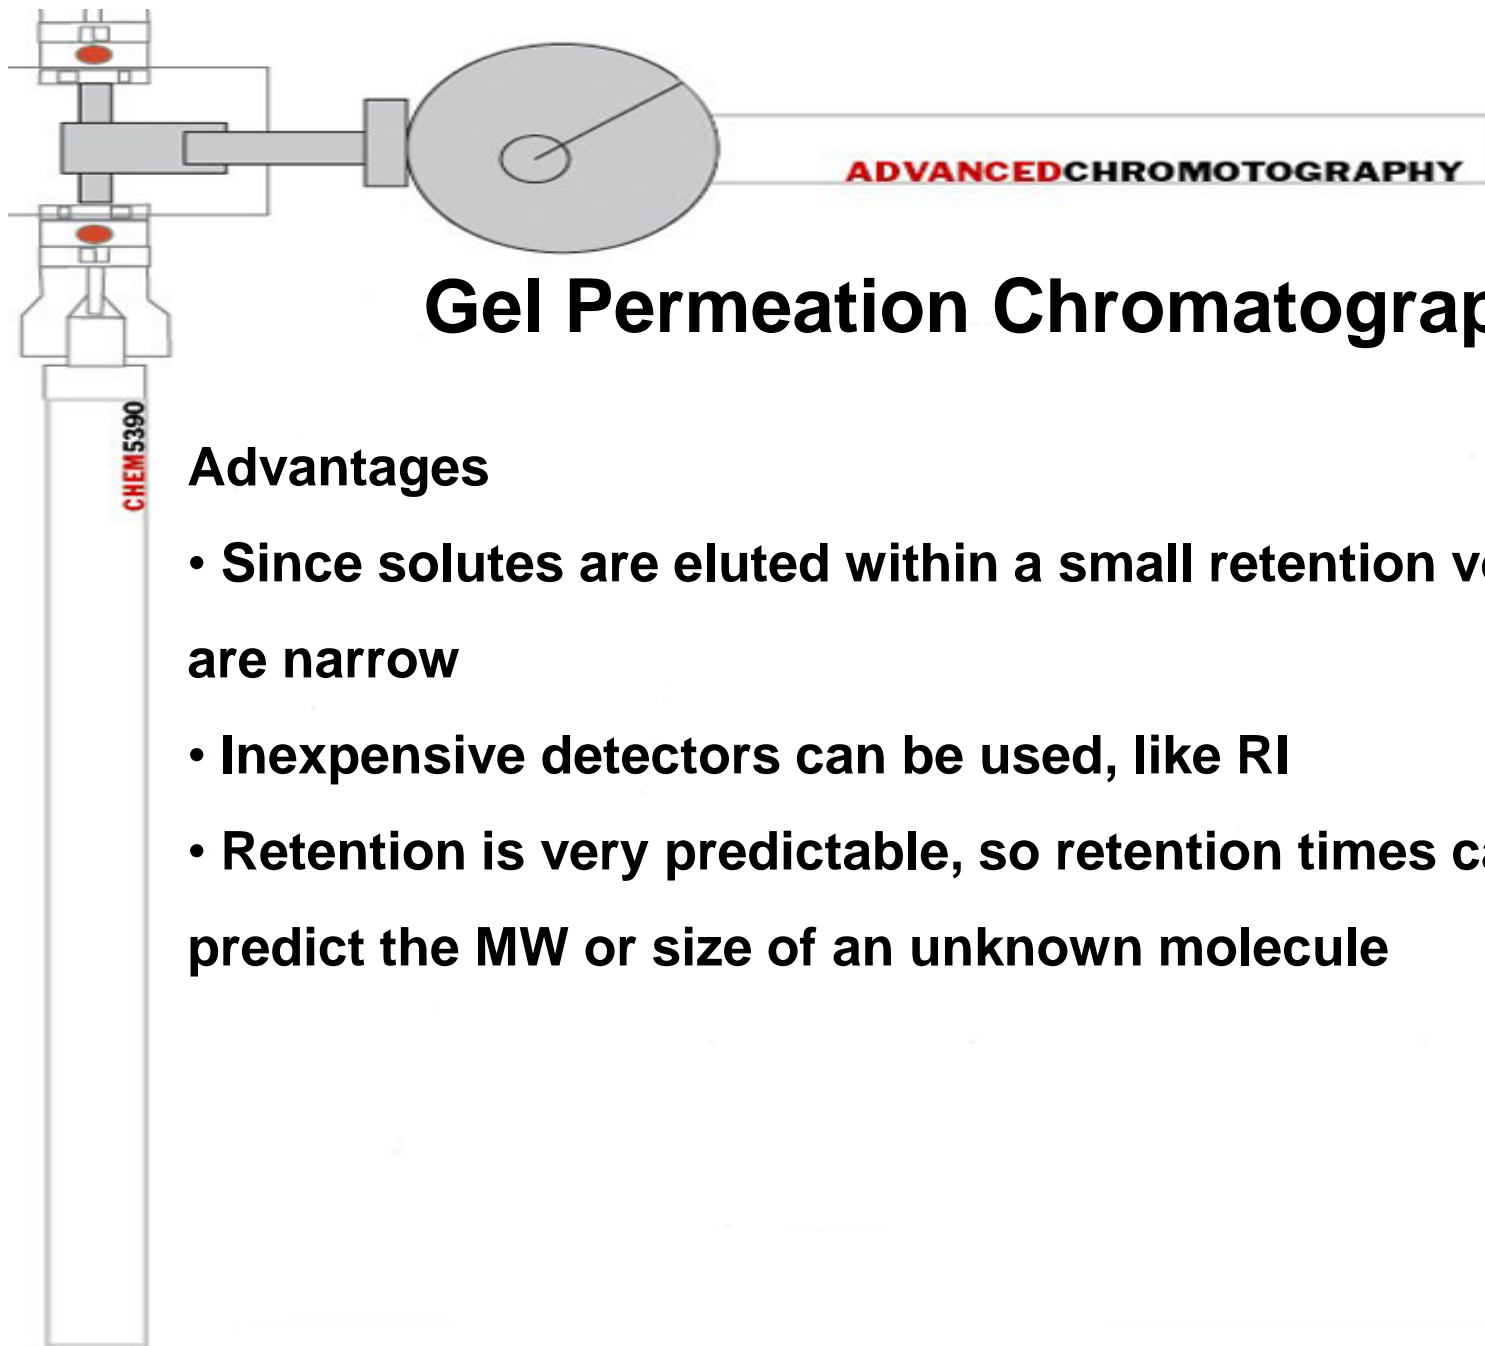 ADVANCEDCHROMOTOGRAPHY
Gel Permeation
CHEM5390
Advantages
• Since solutes are eluted within a small retention
are narrow
• Inexpensive detectors can be used, like RI
• Retention is very predictable, so retention times
predict the MW or size of an unknown molecule